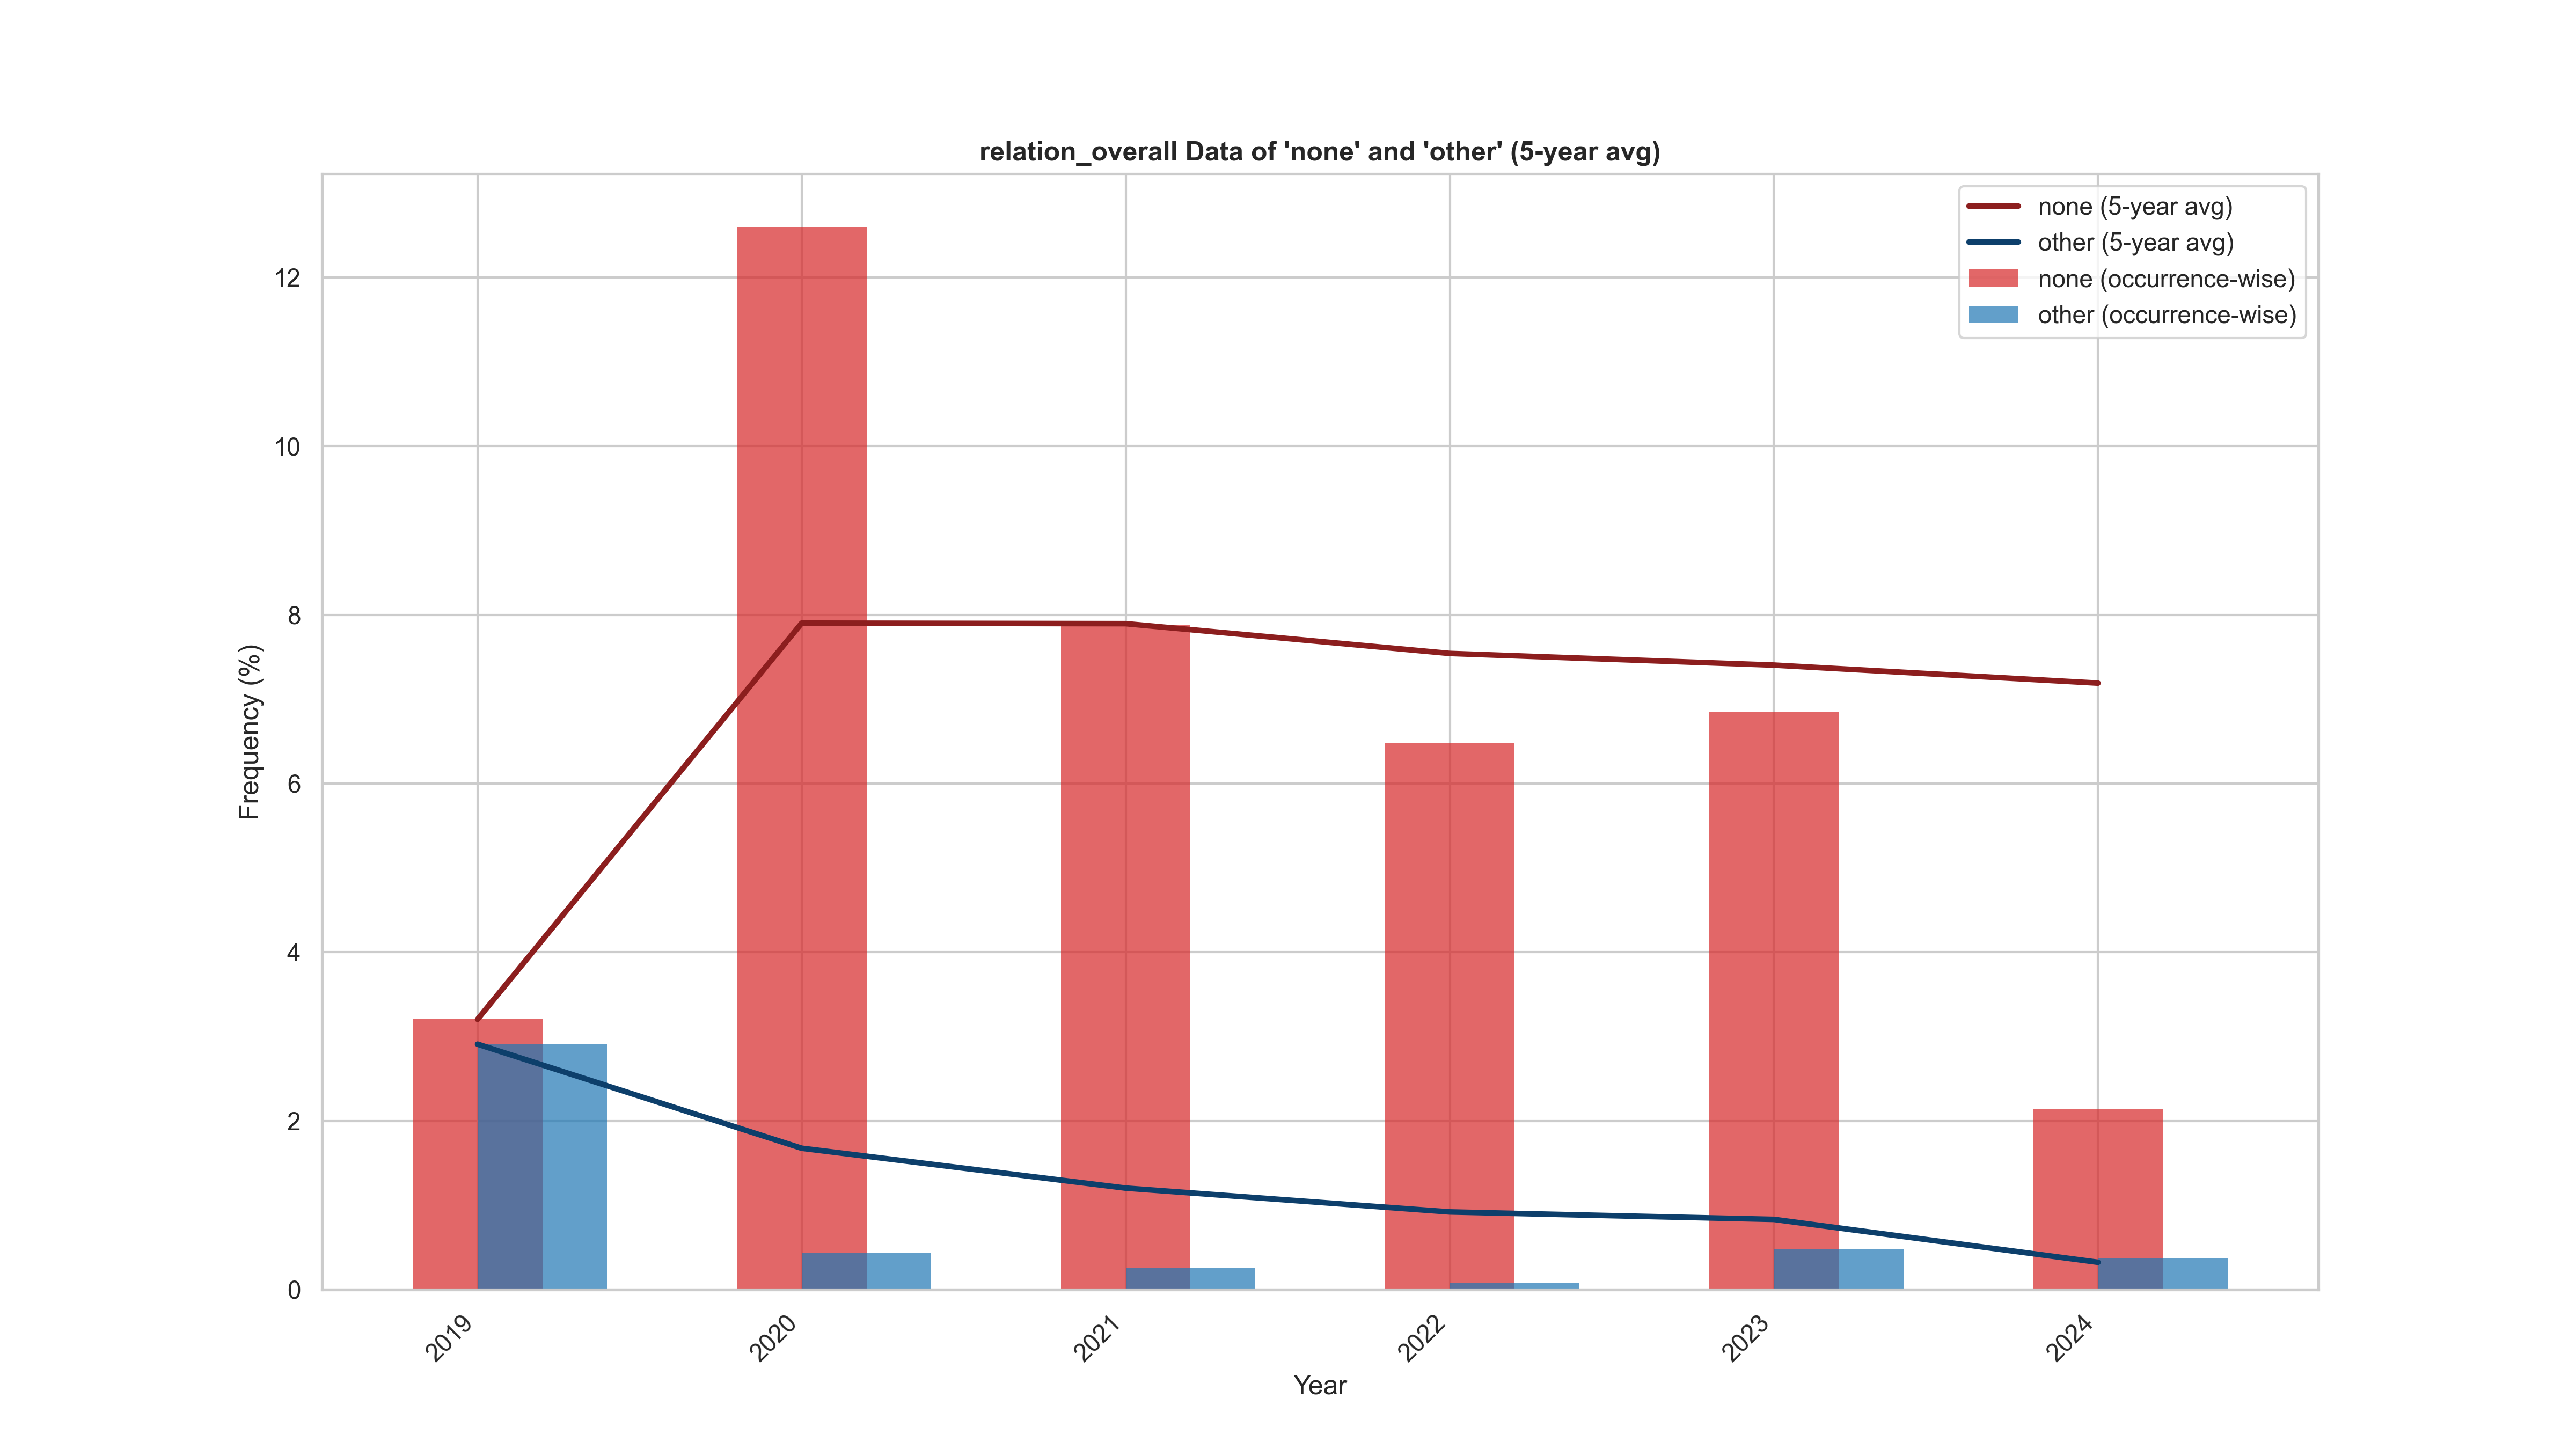 relation_overall Data of 'none' and 'other' (5-year avg)
none (5-year avg)
other (5-year avg)
none (occurrence-wise)
other (occurrence-wise)
Frequency (%)
12
10
8
6
4
2
0
2019
2020
2021
2022
2023
2024
Year